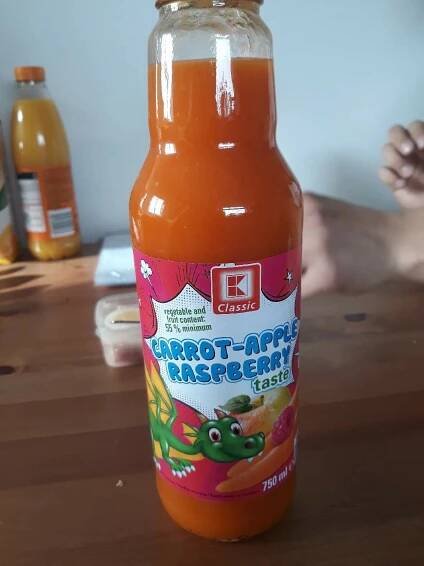 K
Classic
vegetable and
fruit content:
55 % minimum
CARROT-APPLE
RASPBERRY
taste
750 ml